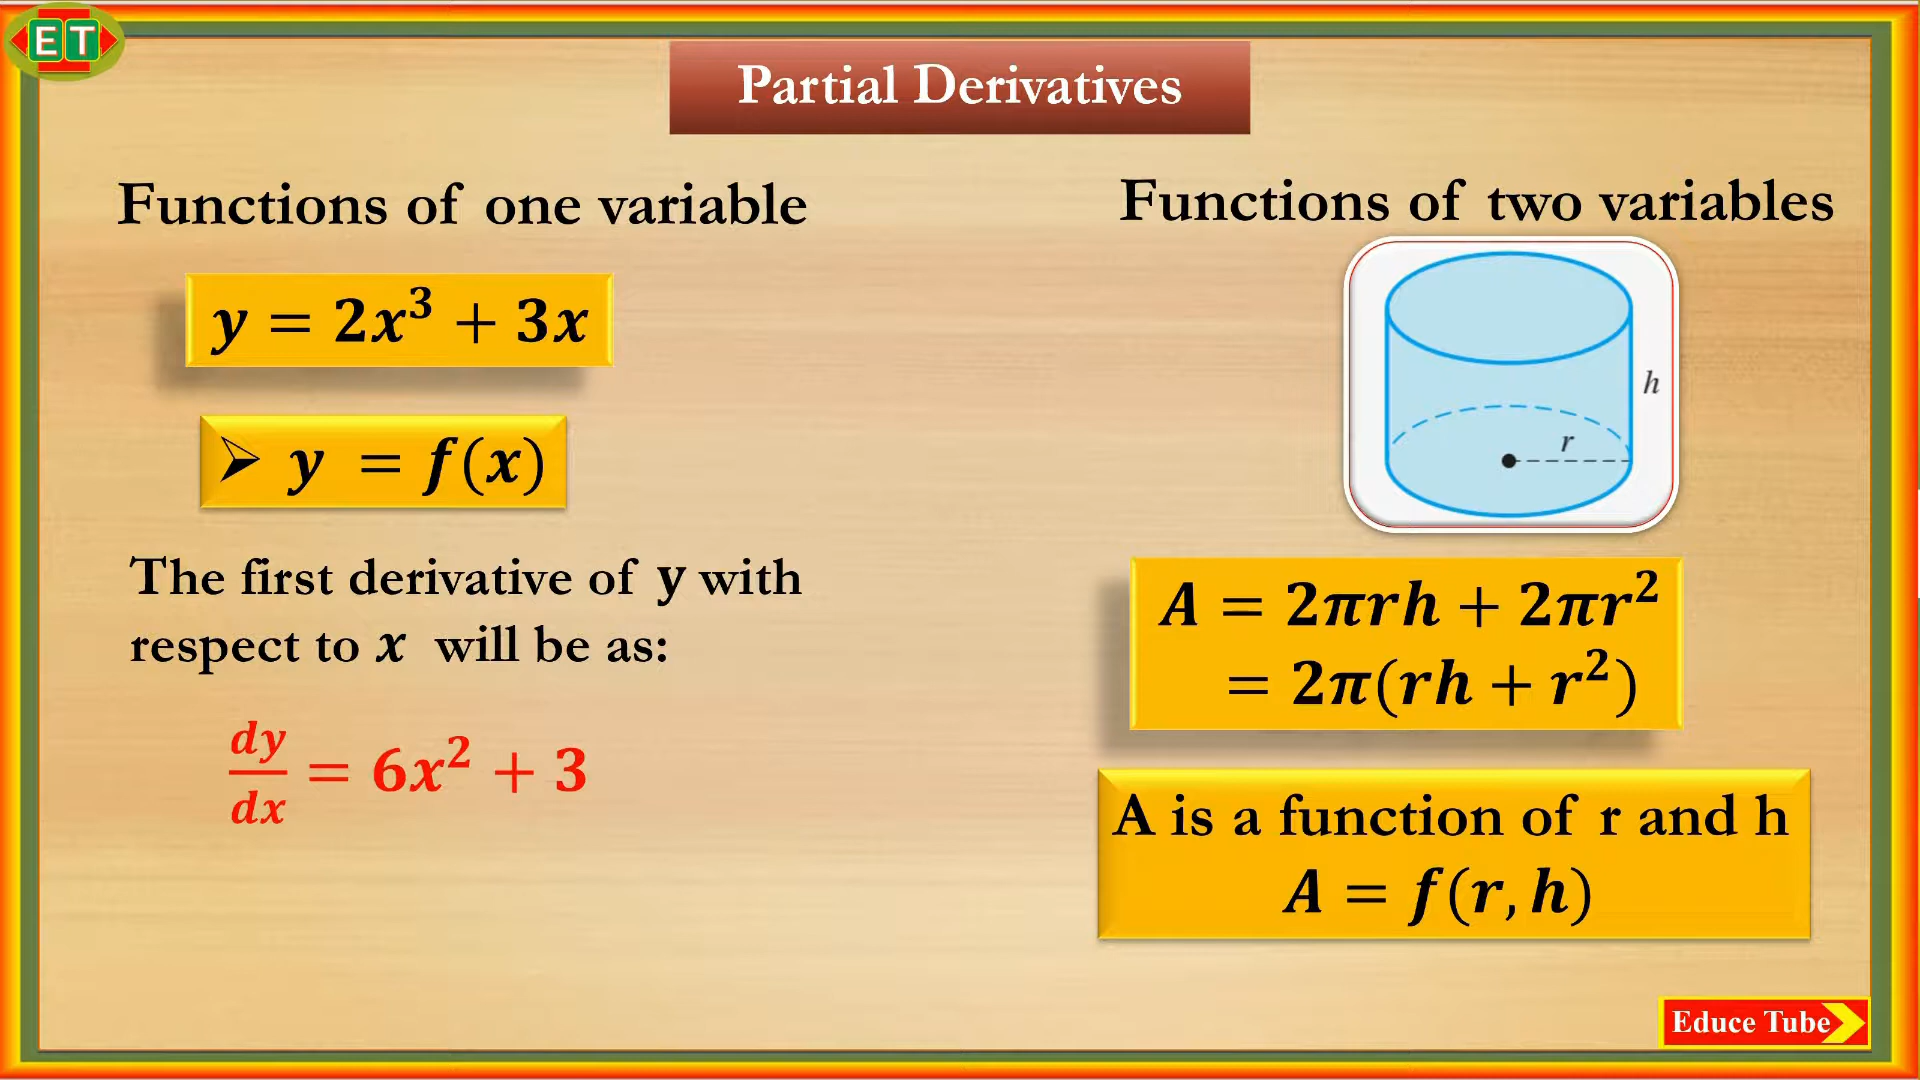 ET
Partial Derivatives
Functions of one variable
y = 2x³ + 3x
➢ y = f(x)
The first derivative of y with
respect to x will be as:
dy/dx = 6x² + 3
Functions of two variables
h
r
A = 2πrh + 2πr²
= 2π(rh + r²)
A is a function of r and h
A = f(r, h)
Educe Tube